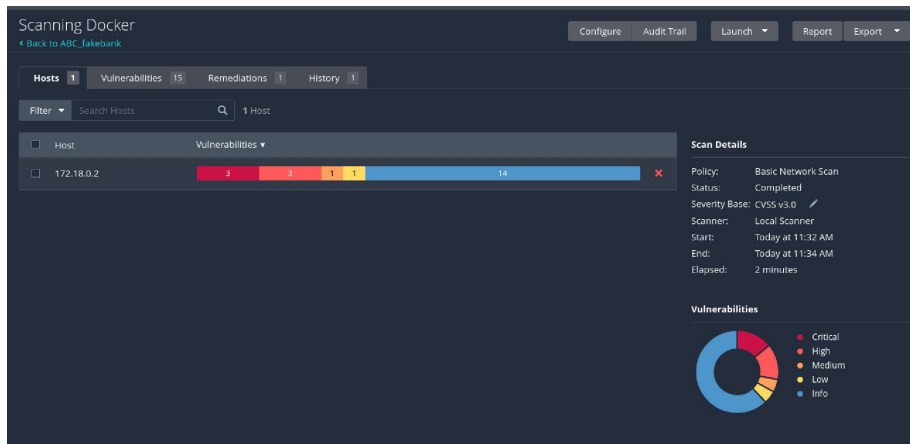 Scanning Docker
Back to ABC_fakebank
Configure Audit Trail Launch Report Export
Hosts 1 Vulnerabilities 15 Remediations 1 History 1
Filter Search Hosts 1 Host
Host Vulnerabilities
172.18.0.2 3 3 1 1 14
Scan Details
Policy: Basic Network Scan
Status: Completed
Severity Base: CVSS v3.0
Scanner: Local Scanner
Start: Today at 11:32 AM
End: Today at 11:34 AM
Elapsed: 2 minutes
Vulnerabilities
Critical
High
Medium
Low
Info